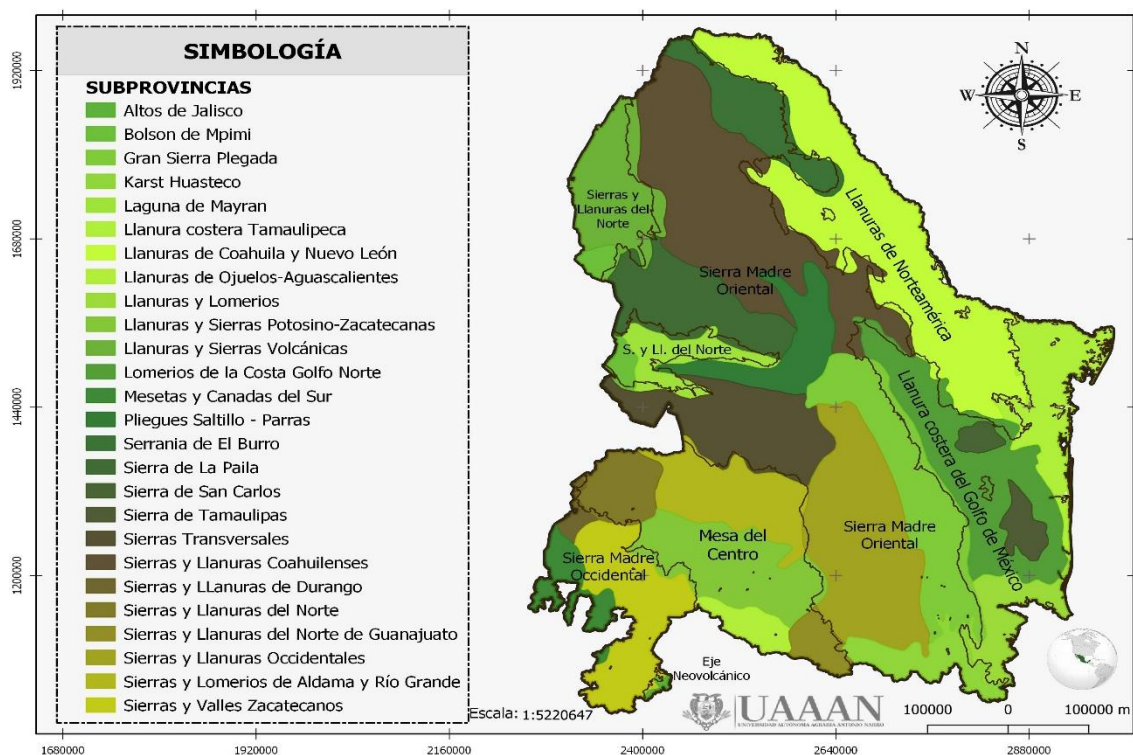 SIMBOLOGÍA
SUBPROVINCIAS
Altos de Jalisco
Bolson de Mpimi
Gran Sierra Plegada
Karst Huasteco
Laguna de Mayran
Llanura costera Tamaulipeca
Llanuras de Coahuila y Nuevo León
Llanuras de Ojuelos-Aguascalientes
Llanuras y Lomerios
Llanuras y Sierras Potosino-Zacatecanas
Llanuras y Sierras Volcánicas
Lomerios de la Costa Golfo Norte
Mesetas y Canadas del Sur
Pliegues Saltillo - Parras
Serrania de El Burro
Sierra de La Paila
Sierra de San Carlos
Sierra de Tamaulipas
Sierras Transversales
Sierras y Llanuras Coahuilenses
Sierras y LLanuras de Durango
Sierras y Llanuras del Norte
Sierras y Llanuras del Norte de Guanajuato
Sierras y Llanuras Occidentales
Sierras y Lomerios de Aldama y Río Grande
Sierras y Valles Zacatecanos
1920000
1680000
1440000
1200000
Sierras y
Llanuras del
Norte
Sierra Madre
Oriental
Llanuras de Norteamérica
S. y Ll. del Norte
Llanura costera del Golfo de México
Mesa del
Centro
Sierra Madre
Oriental
Sierra Madre
Occidental
Eje
Neovolcánico
N
W E
S
Escala: 1:5220647
UAAAN
UNIVERSIDAD AUTÓNOMA AGRARIA ANTONIO NARRO
100000 0 100000 m
1680000 1920000 2160000 2400000 2640000 2880000